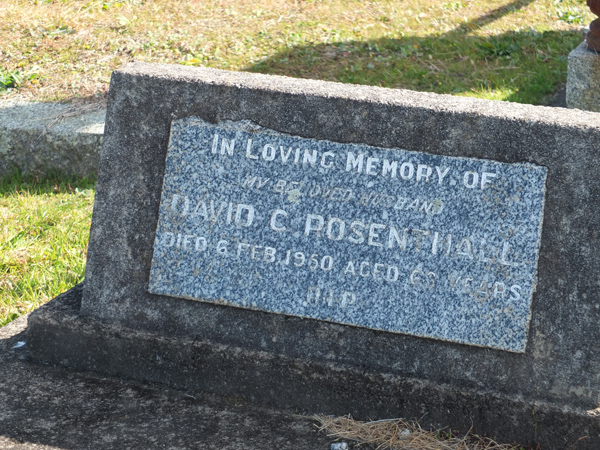 IN LOVING MEMORY OF
MY BELOVED HUSBAND
DAVID C. ROSENTHALL
DIED 6 FEB. 1960 AGED YEARS
R.I.P.